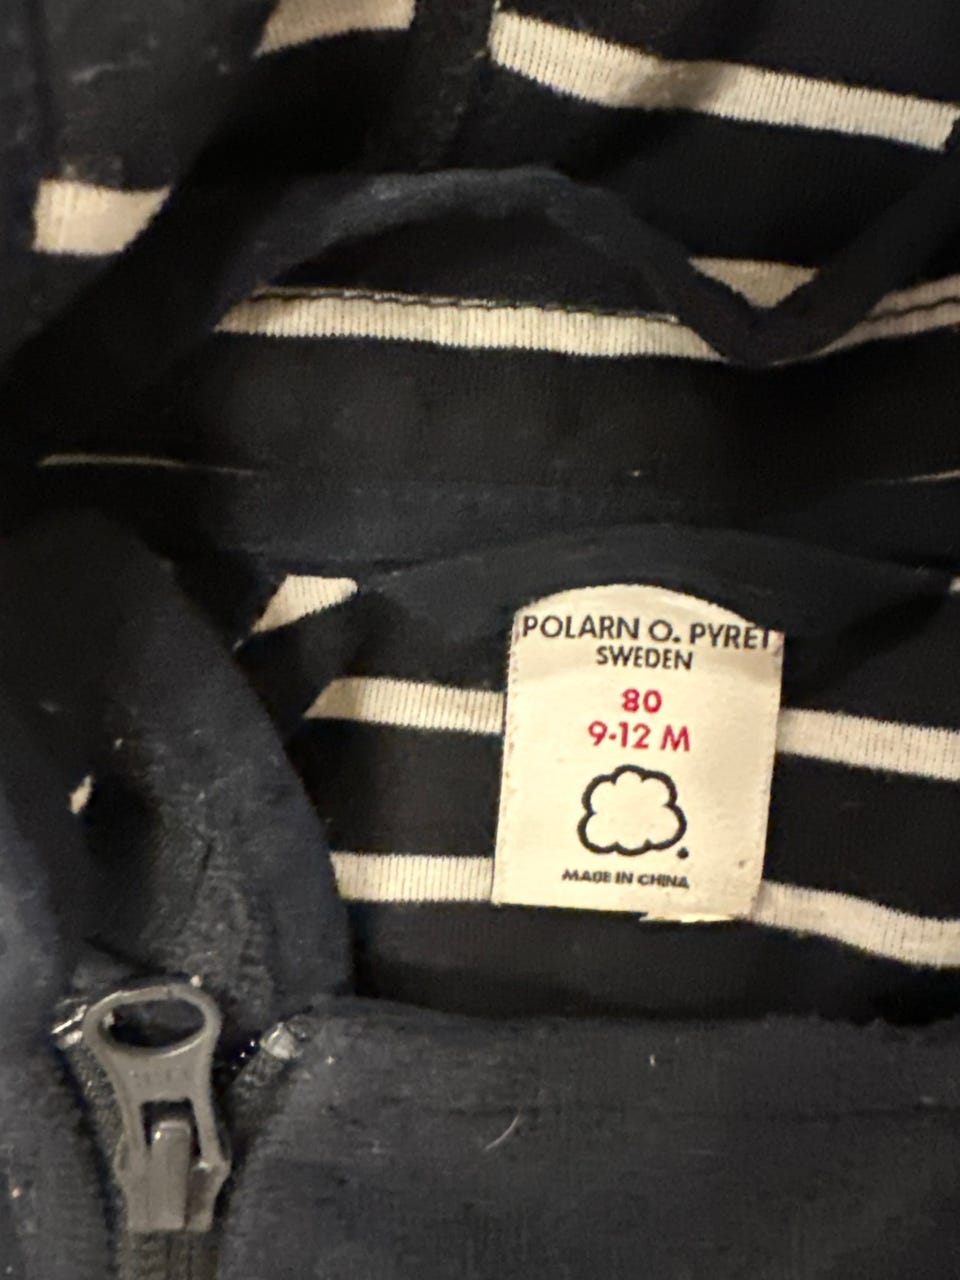 POLARN O. PYRET
SWEDEN
80
9-12 M
MADE IN CHINA